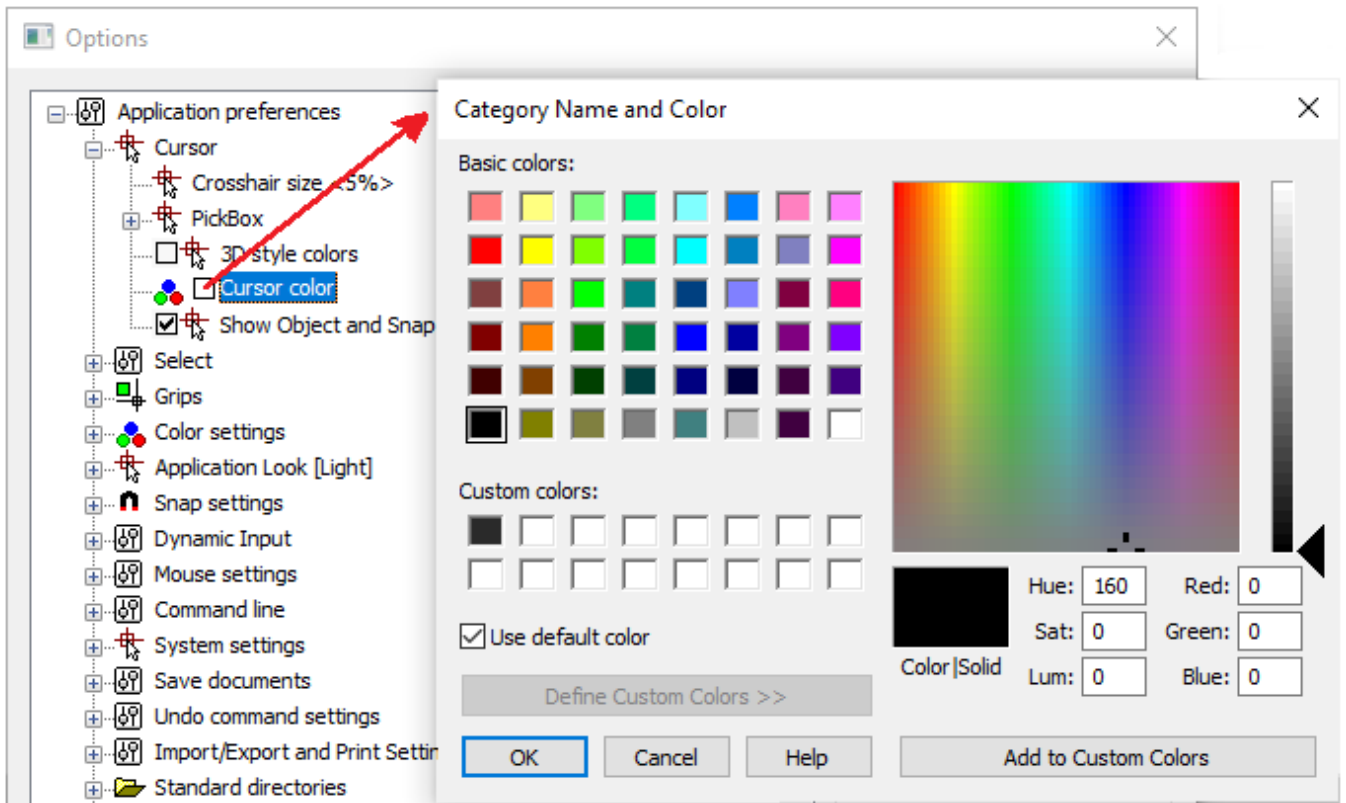 Options
Application preferences
Cursor
Crosshair size <5%>
PickBox
3D style colors
Cursor color
Show Object and Snap
Select
Grips
Color settings
Application Look [Light]
Snap settings
Dynamic Input
Mouse settings
Command line
System settings
Save documents
Undo command settings
Import/Export and Print Settin
Standard directories
Category Name and Color
Basic colors:
Custom colors:
Use default color
Define Custom Colors >>
OK Cancel Help
Color|Solid
Hue: 160 Red: 0
Sat: 0 Green: 0
Lum: 0 Blue: 0
Add to Custom Colors